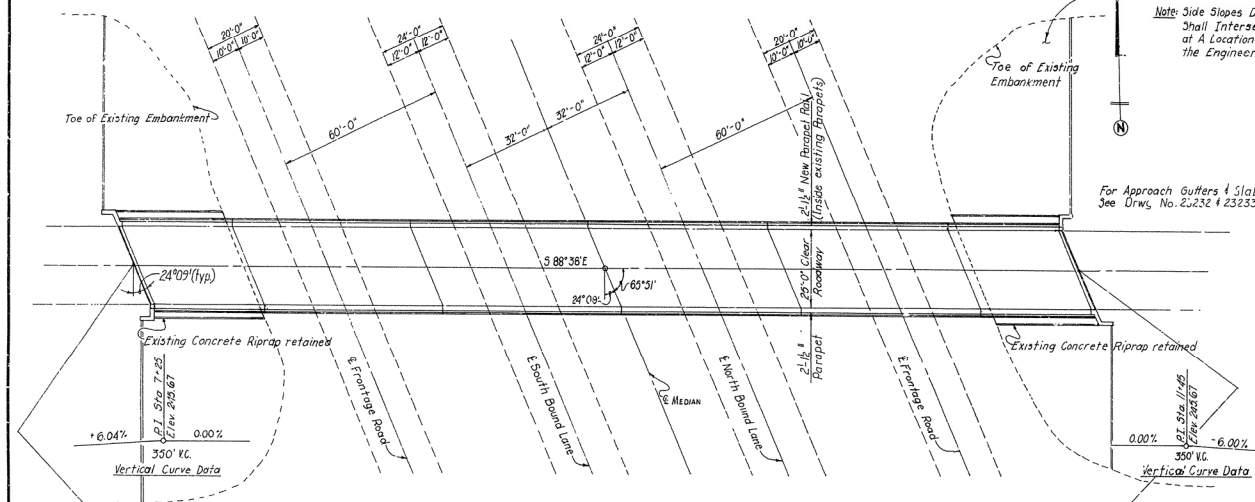 Note: Side Slopes
Shall
at A Location
the Engineer
20'-0"
10'-0" 10'-0"
24'-0"
12'-0" 12'-0"
24'-0"
12'-0" 12'-0"
20'-0"
10'-0" 10'-0"
Toe of Existing
Embankment
Toe of Existing Embankment
60'-0"
32'-0"
32'-0"
60'-0"
2'-1½" New Parapet Rail
(Inside existing Parapets)
N
For Approach Gutters &
See Drwg No. & 23233
S 88°36'E
24°09' (typ.)
65°51'
24°09'
25'-0" Clear
Roadway
2'-1½"
Parapet
Existing Concrete Riprap retained
Existing Concrete Riprap retained
℄ Frontage Road
℄ South Bound Lane
℄ MEDIAN
℄ North Bound Lane
℄ Frontage Road
P.I. Sta. 7+25
Elev. 245.67
+6.04% 0.00%
350' V.C.
Vertical Curve Data
P.I. Sta. 11+45
Elev. 245.67
0.00% -6.00%
350' V.C.
Vertical Curve Data